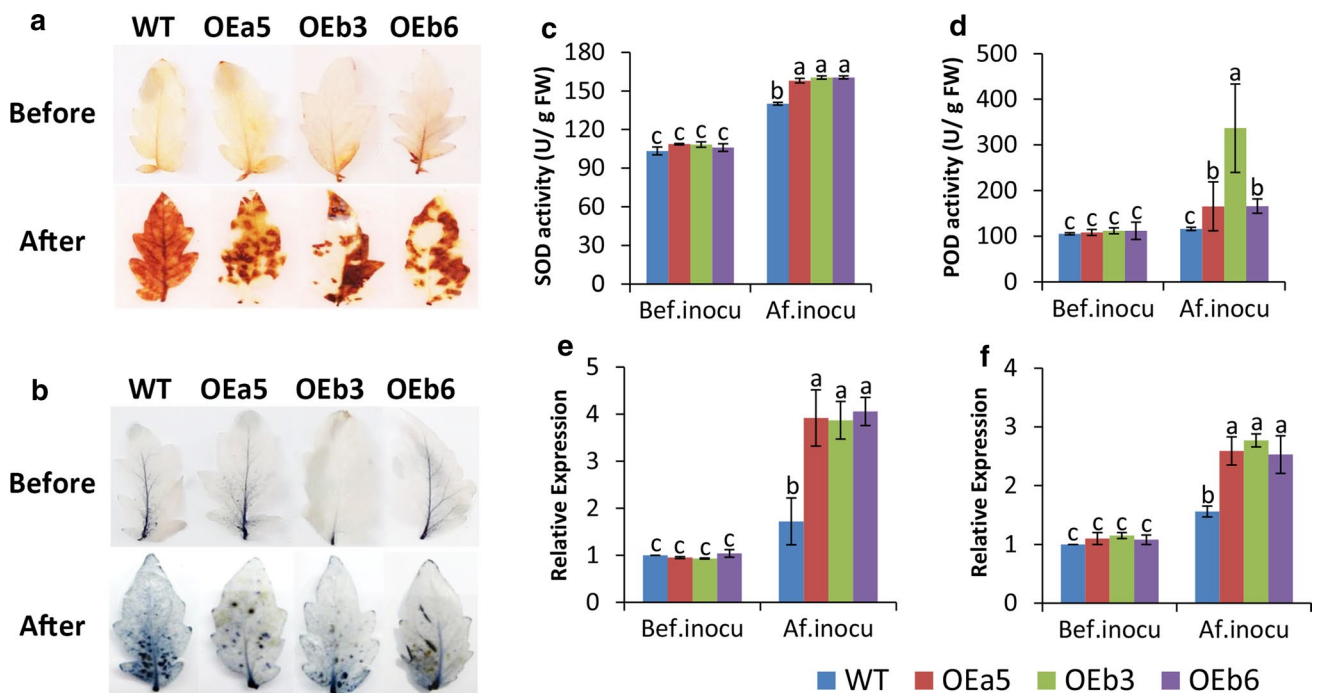 a
WT OEa5 OEb3 OEb6
Before
After
b
WT OEa5 OEb3 OEb6
Before
After
c
SOD activity (U/ g FW)
180
150
120
90
60
30
0
c c c c
b a a a
Bef.inocu Af.inocu
d
POD activity (U/ g FW)
500
400
300
200
100
0
c c c c
c b a b
Bef.inocu Af.inocu
e
Relative Expression
5
4
3
2
1
0
c c c c
b a a a
Bef.inocu Af.inocu
f
Relative Expression
4
3
2
1
0
c c c c
b a a a
Bef.inocu Af.inocu
WT OEa5 OEb3 OEb6